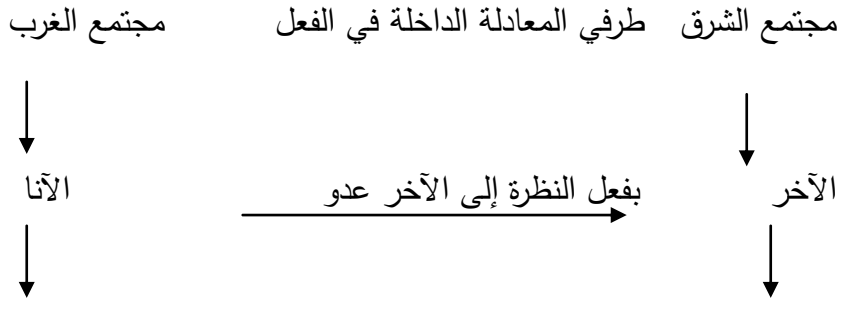 مجتمع الشرق طرفي المعادلة الداخلة في الفعل مجتمع الغرب
الآخر بفعل النظرة إلى الآخر عدو الآنا